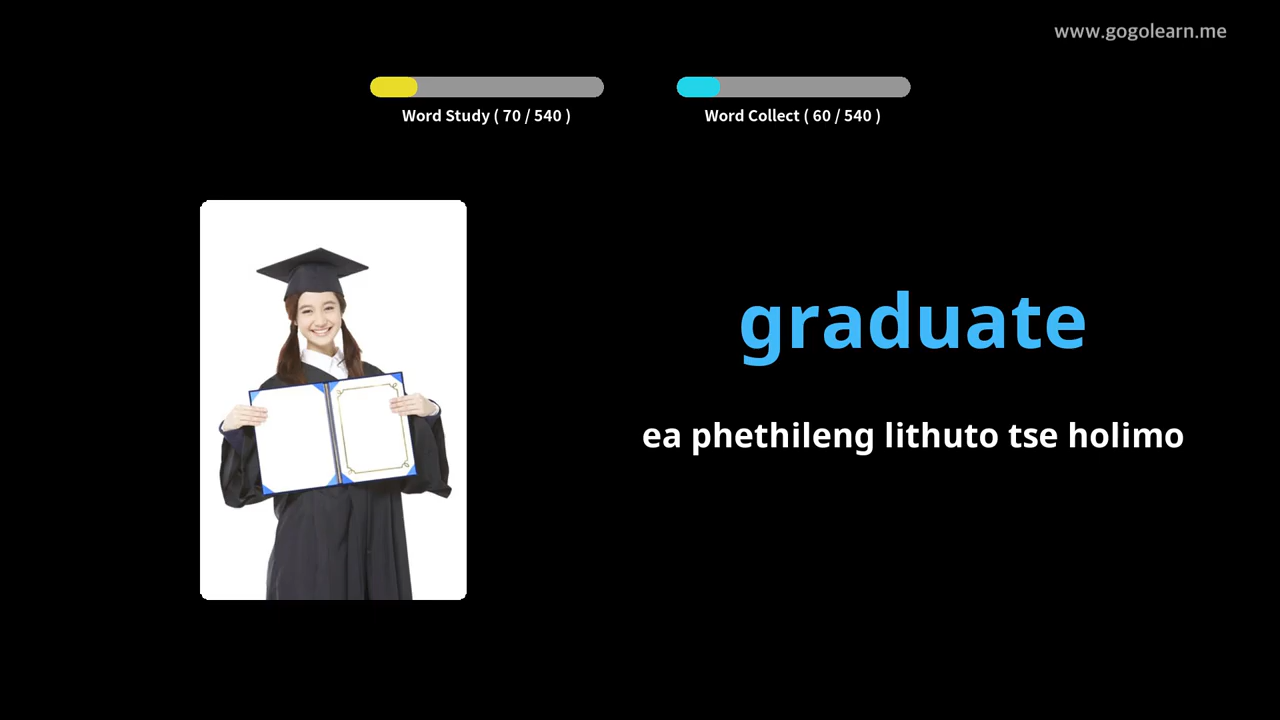 www.gogolearn.me
Word Study ( 70 / 540 )
Word Collect ( 60 / 540 )
graduate
ea phethileng lithuto tse holimo